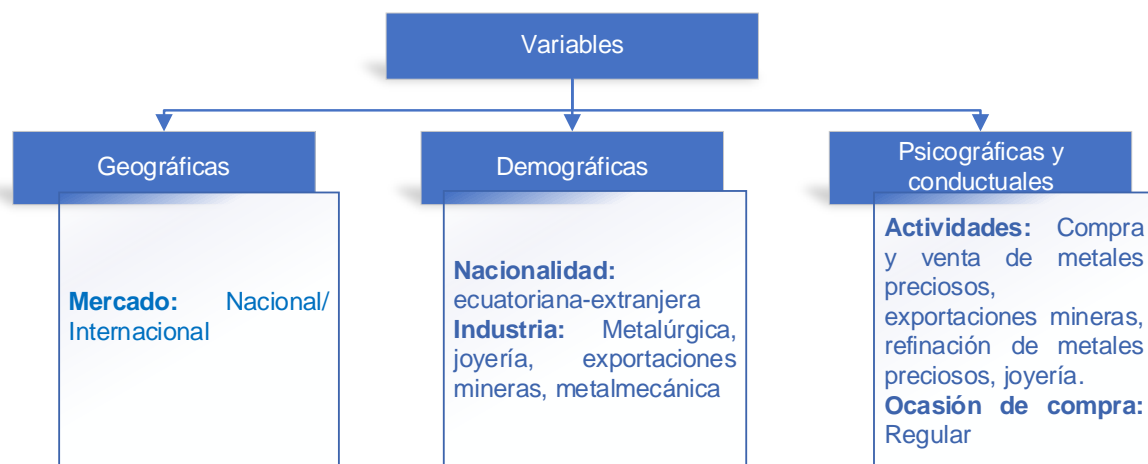 Variables
Geográficas
Mercado: Nacional/
Internacional
Demográficas
Nacionalidad:
ecuatoriana-extranjera
Industria: Metalúrgica,
joyería, exportaciones
mineras, metalmecánica
Psicográficas y
conductuales
Actividades: Compra
y venta de metales
preciosos,
exportaciones mineras,
refinación de metales
preciosos, joyería.
Ocasión de compra:
Regular